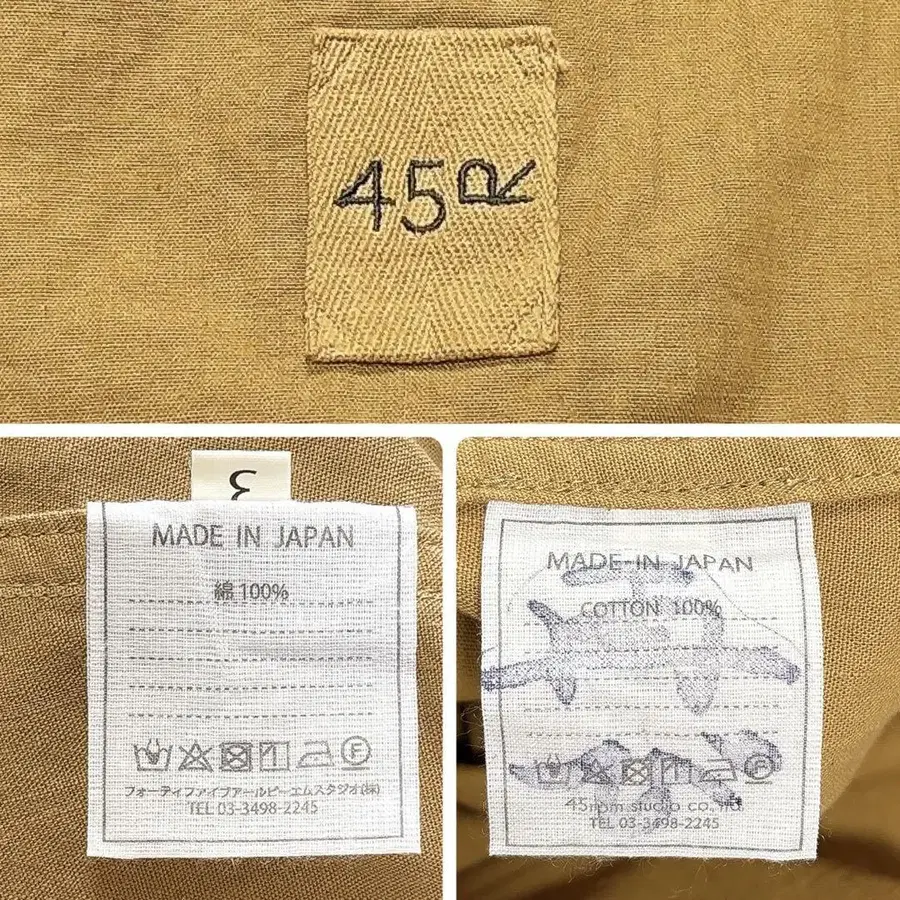 45R
3
MADE IN JAPAN
綿 100%
フォーティファイブアールピーエムスタジオ(株)
TEL 03-3498-2245
MADE IN JAPAN
COTTON 100%
45rpm studio co. ltd.
TEL 03-3498-2245